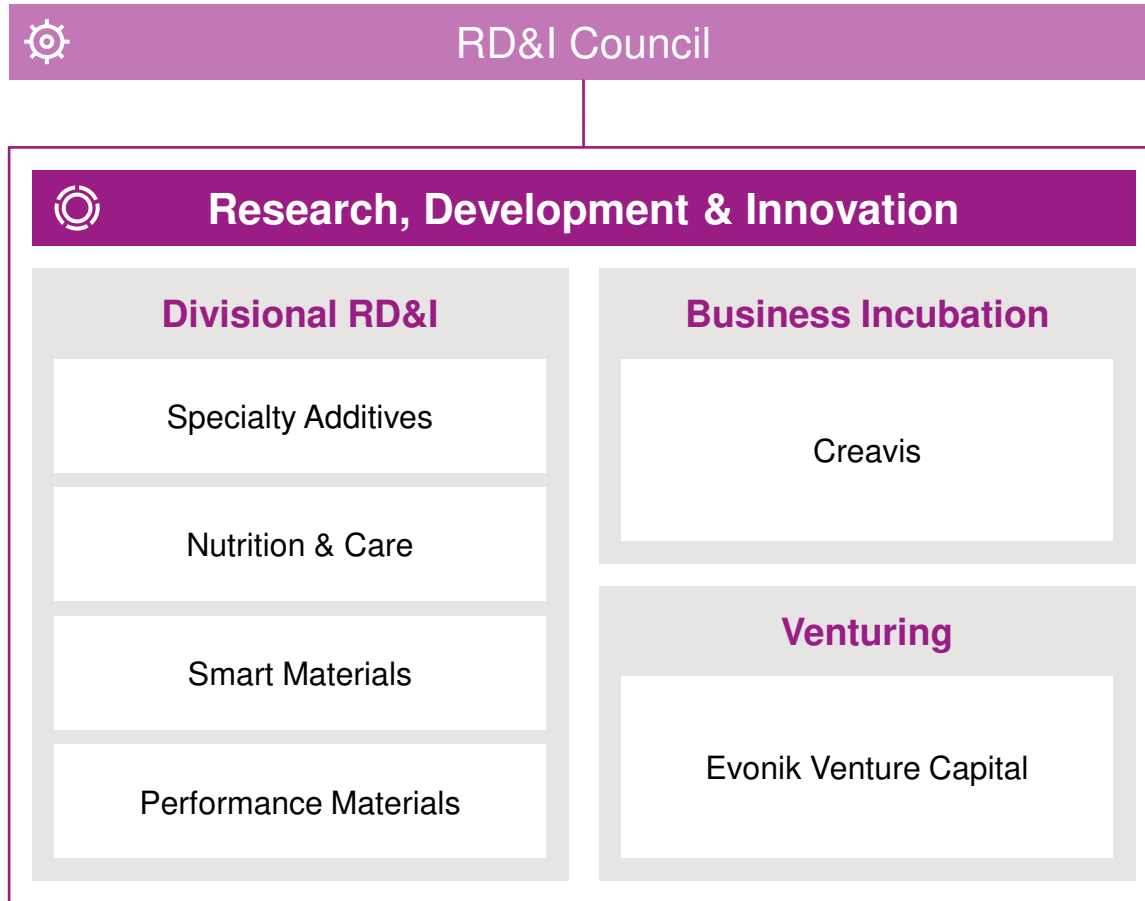 RD&I Council
Research, Development & Innovation
Divisional RD&I
Specialty Additives
Nutrition & Care
Smart Materials
Performance Materials
Business Incubation
Creavis
Venturing
Evonik Venture Capital